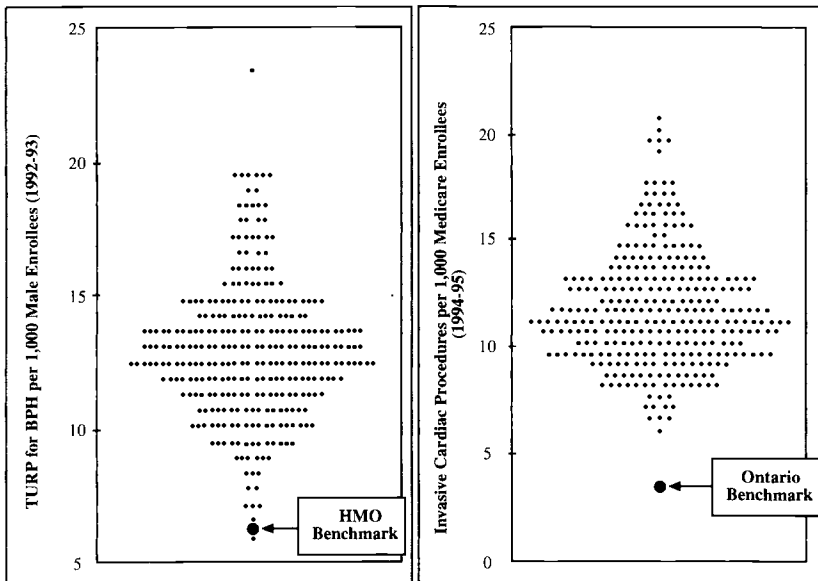 TURP for BPH per 1,000 Male Enrollees (1992-93)
25
20
15
10
5
HMO
Benchmark
Invasive Cardiac Procedures per 1,000 Medicare Enrollees
(1994-95)
25
20
15
10
5
0
Ontario
Benchmark